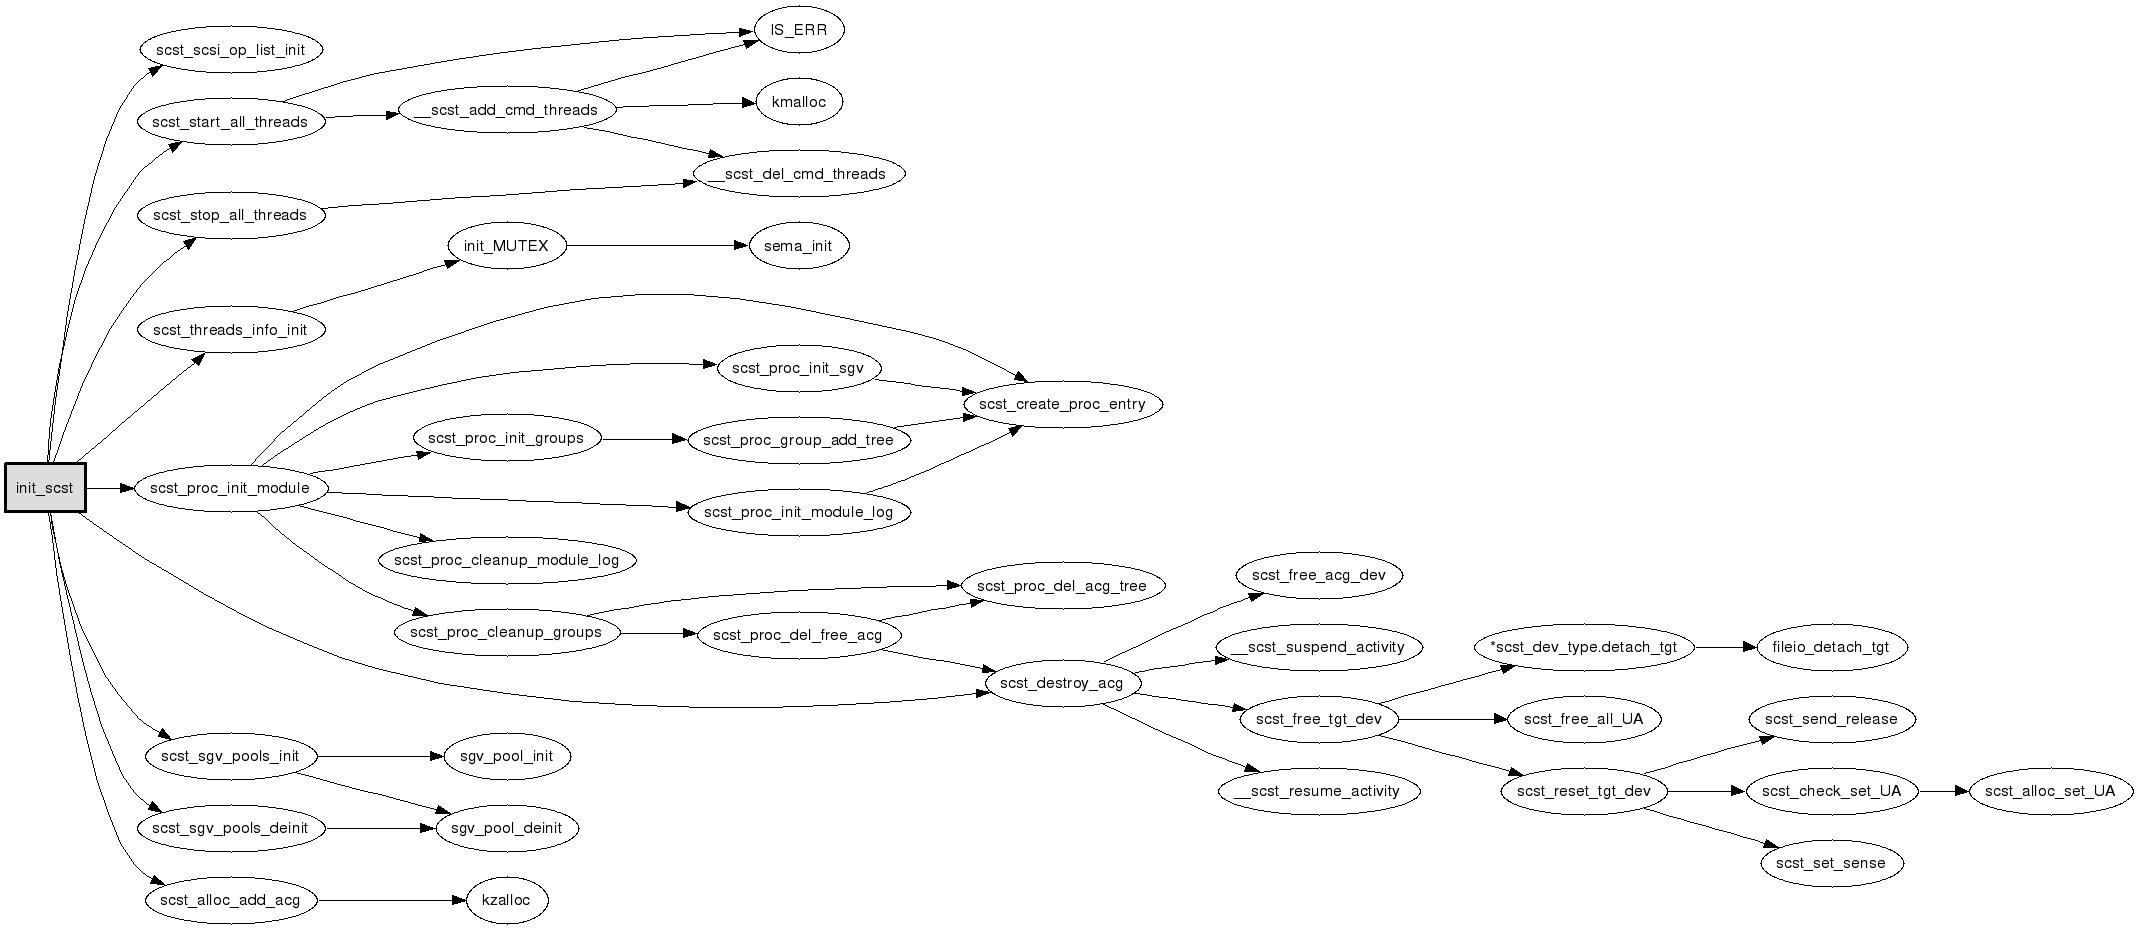 init_scst
scst_scsi_op_list_init
scst_start_all_threads
scst_stop_all_threads
scst_threads_info_init
scst_proc_init_module
scst_sgv_pools_init
scst_sgv_pools_deinit
scst_alloc_add_acg
__scst_add_cmd_threads
init_MUTEX
scst_proc_init_groups
scst_proc_cleanup_module_log
scst_proc_cleanup_groups
sgv_pool_init
sgv_pool_deinit
kzalloc
IS_ERR
kmalloc
__scst_del_cmd_threads
sema_init
scst_proc_init_sgv
scst_proc_group_add_tree
scst_proc_init_module_log
scst_proc_del_free_acg
scst_create_proc_entry
scst_proc_del_acg_tree
scst_destroy_acg
scst_free_acg_dev
__scst_suspend_activity
scst_free_tgt_dev
__scst_resume_activity
*scst_dev_type.detach_tgt
scst_free_all_UA
scst_reset_tgt_dev
fileio_detach_tgt
scst_send_release
scst_check_set_UA
scst_set_sense
scst_alloc_set_UA